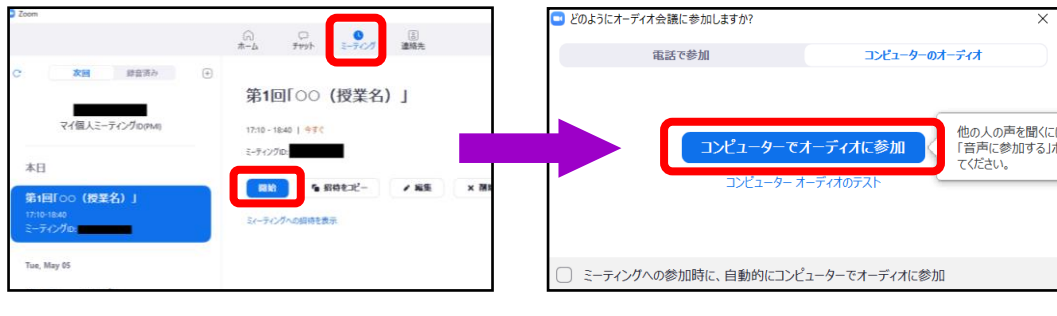 Zoom
ホーム
チャット
ミーティング
連絡先
次回
録音済み
マイ個人ミーティングID(PMI)
本日
第1回「○○（授業名）」
17:10-18:40
ミーティングID:
Tue, May 05
第1回「○○（授業名）」
17:10 - 18:40 | 今すぐ
ミーティングID:
開始
招待をコピー
編集
× 削
ミーティングへの招待を表示
どのようにオーディオ会議に参加しますか?
電話で参加
コンピューターのオーディオ
コンピューターでオーディオに参加
コンピューター オーディオのテスト
他の人の声を聞くに
「音声に参加する」ボ
てください。
ミーティングへの参加時に、自動的にコンピューターでオーディオに参加